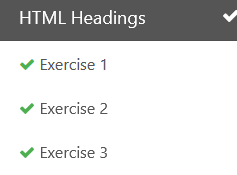 HTML Headings
Exercise 1
Exercise 2
Exercise 3